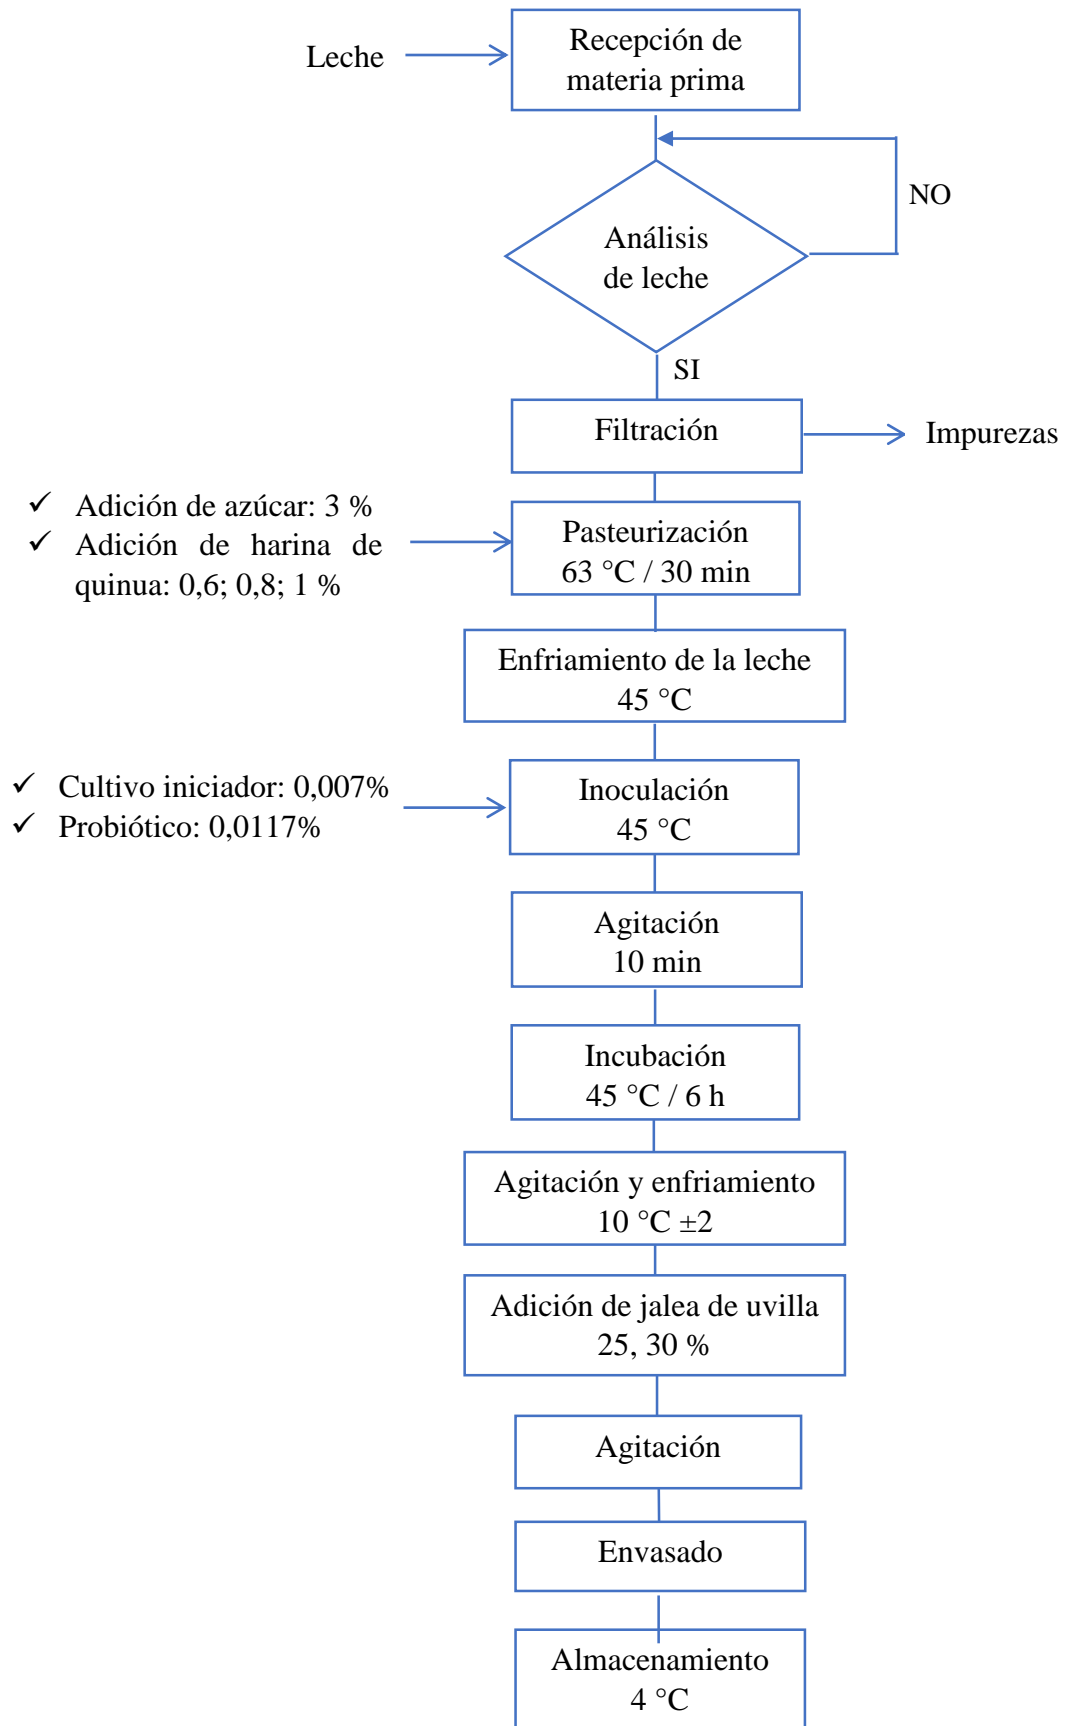 Leche
Recepción de
materia prima
NO
Análisis
de leche
SI
Filtración
Impurezas
✓ Adición de azúcar: 3 %
✓ Adición de harina de
quinua: 0,6; 0,8; 1 %
Pasteurización
63 °C / 30 min
Enfriamiento de la leche
45 °C
✓ Cultivo iniciador: 0,007%
✓ Probiótico: 0,0117%
Inoculación
45 °C
Agitación
10 min
Incubación
45 °C / 6 h
Agitación y enfriamiento
10 °C ±2
Adición de jalea de uvilla
25, 30 %
Agitación
Envasado
Almacenamiento
4 °C